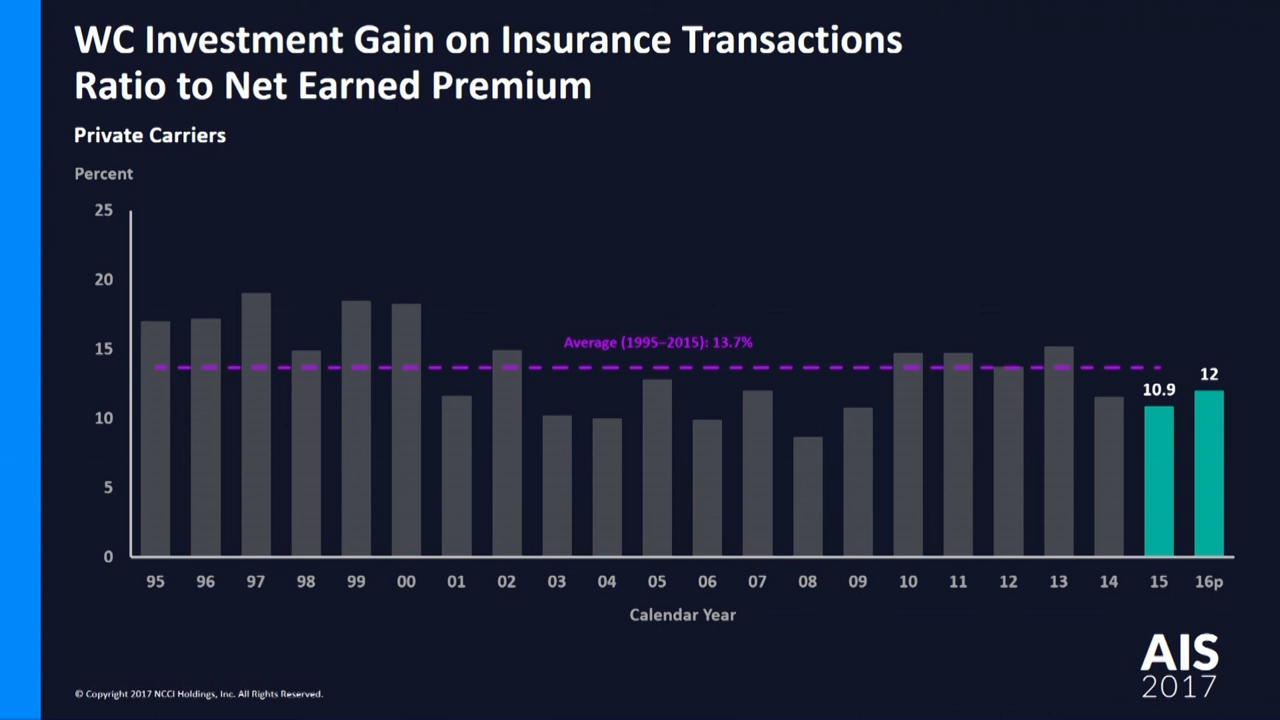 WC Investment Gain on Insurance Transactions
Ratio to Net Earned Premium
Private Carriers
Percent
25
20
15
10
5
0
Average (1995–2015): 13.7%
10.9
12
95 96 97 98 99 00 01 02 03 04 05 06 07 08 09 10 11 12 13 14 15 16p
Calendar Year
AIS
2017
© Copyright 2017 NCCI Holdings, Inc. All Rights Reserved.